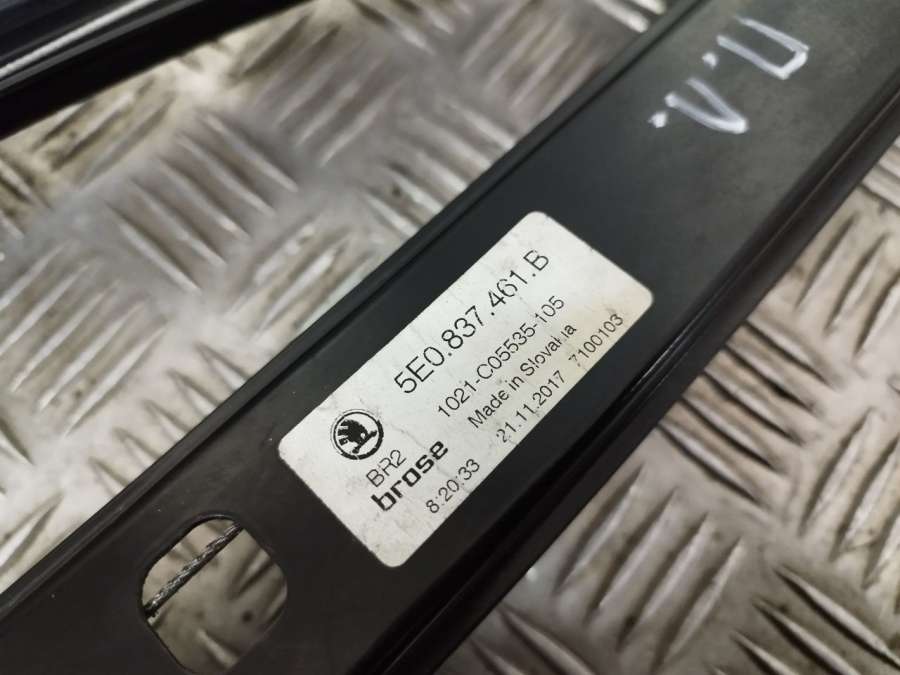 5E0.837.461.B
1021-C05535-105
Made in Slovakia
BR2
brose
8:20:33 21.11.2017 7100103